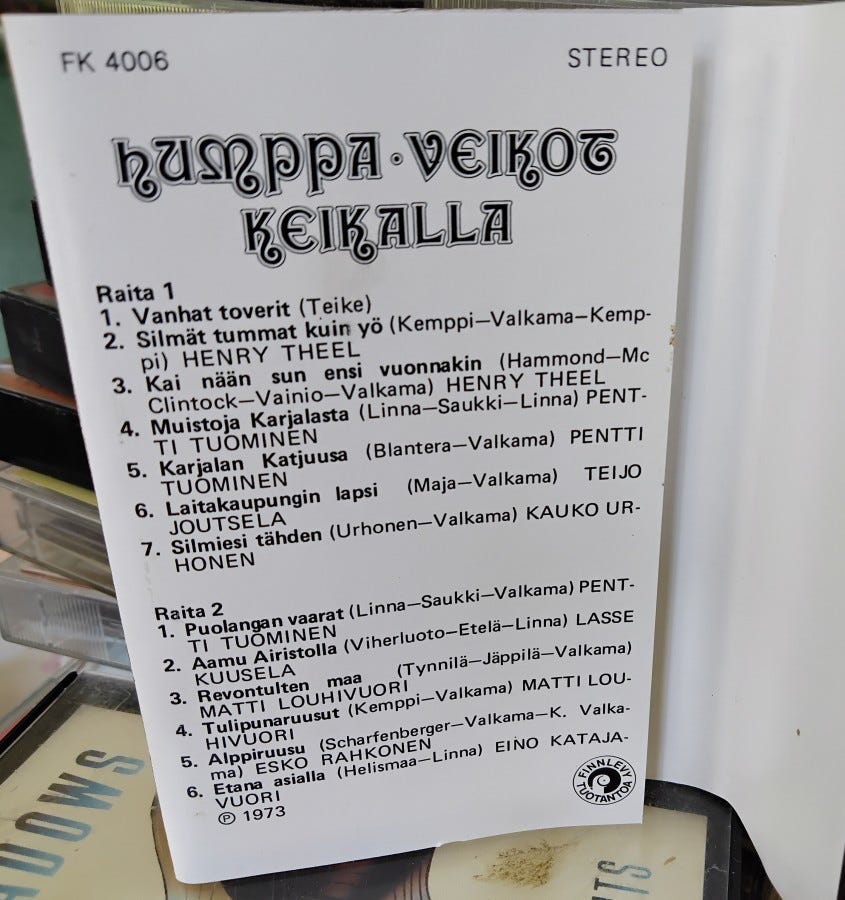 FK 4006
STEREO
HUMPPA·VEIKOT
KEIKALLA
Raita 1
1. Vanhat toverit (Teike)
2. Silmät tummat kuin yö (Kemppi—Valkama—Kemp-
pi) HENRY THEEL
3. Kai nään sun ensi vuonnakin (Hammond—Mc
Clintock—Vainio—Valkama) HENRY THEEL
4. Muistoja Karjalasta (Linna—Saukki—Linna) PENT-
TI TUOMINEN
5. Karjalan Katjuusa (Blantera—Valkama) PENTTI
TUOMINEN
6. Laitakaupungin lapsi (Maja—Valkama) TEIJO
JOUTSELA
7. Silmiesi tähden (Urhonen—Valkama) KAUKO UR-
HONEN
Raita 2
1. Puolangan vaarat (Linna—Saukki—Valkama) PENT-
TI TUOMINEN
2. Aamu Airistolla (Viherluoto—Etelä—Linna) LASSE
KUUSELA
3. Revontulten maa (Tynnilä—Jäppilä—Valkama)
MATTI LOUHIVUORI
4. Tulipunaruusut (Kemppi—Valkama) MATTI LOU-
HIVUORI
5. Alppiruusu (Scharfenberger—Valkama—K. Valka-
ma) ESKO RAHKONEN
6. Etana asialla (Helismaa—Linna) EINO KATAJA-
VUORI
℗ 1973
FINNLEVY
TUOTANTOA
ADOWS
TS